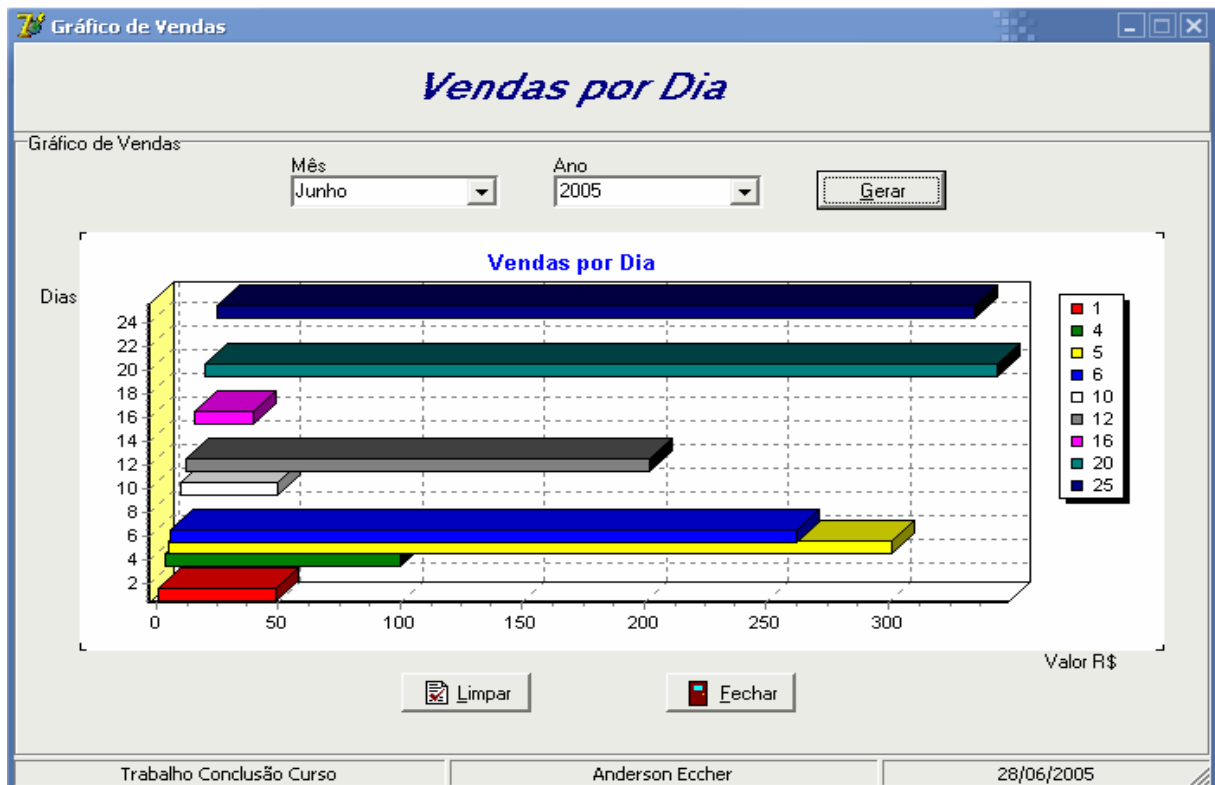 Gráfico de Vendas
Vendas por Dia
Gráfico de Vendas
Mês
Ano
Junho
2005
Gerar
Vendas por Dia
Dias
24
22
20
18
16
14
12
10
8
6
4
2
0 50 100 150 200 250 300
1
4
5
6
10
12
16
20
25
Valor R$
Limpar
Fechar
Trabalho Conclusão Curso
Anderson Eccher
28/06/2005